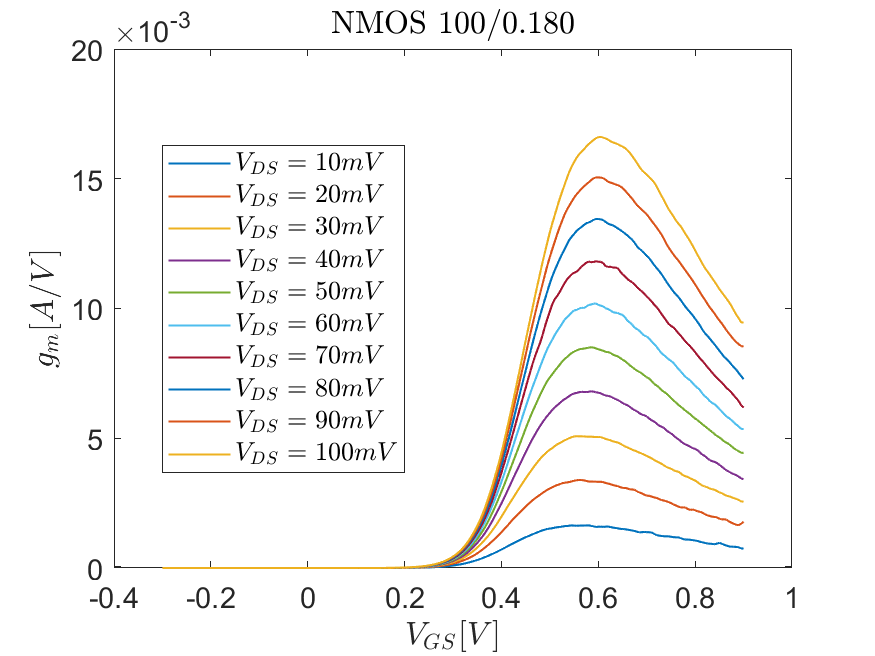 NMOS 100/0.180
×10⁻³
20
15
10
5
0
g_m[A/V]
V_DS = 10mV
V_DS = 20mV
V_DS = 30mV
V_DS = 40mV
V_DS = 50mV
V_DS = 60mV
V_DS = 70mV
V_DS = 80mV
V_DS = 90mV
V_DS = 100mV
-0.4 -0.2 0 0.2 0.4 0.6 0.8 1
V_GS[V]